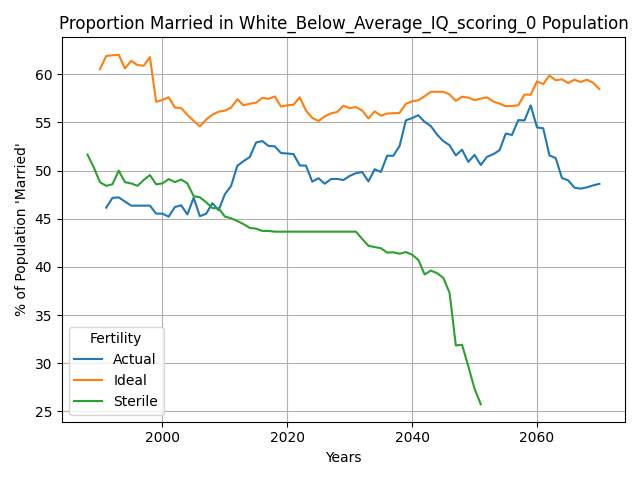 Proportion Married in White_Below_Average_IQ_scoring_0 Population
% of Population 'Married'
60
55
50
45
40
35
30
25
Fertility
Actual
Ideal
Sterile
2000 2020 2040 2060
Years